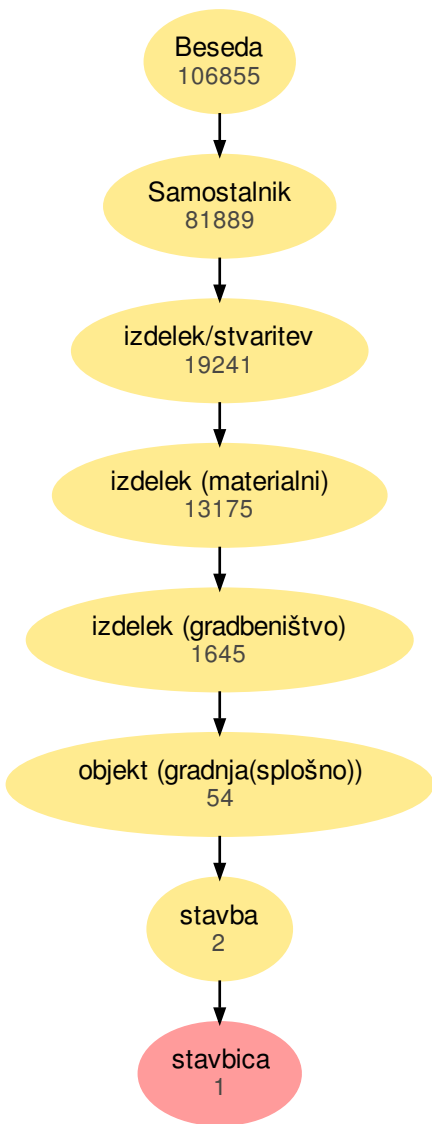 Beseda
106855
Samostalnik
81889
izdelek/stvaritev
19241
izdelek (materialni)
13175
izdelek (gradbeništvo)
1645
objekt (gradnja(splošno))
54
stavba
2
stavbica
1